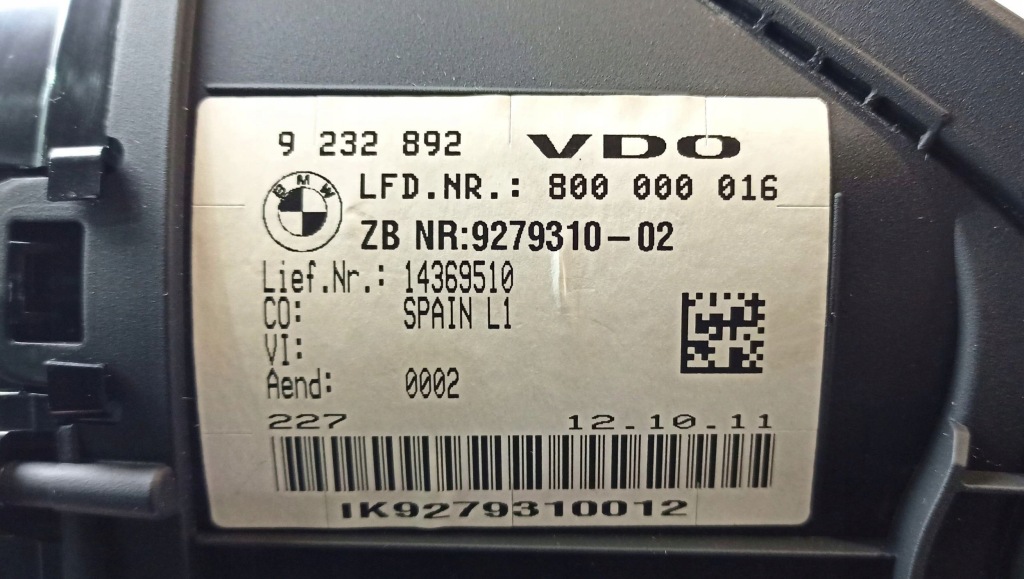 9 232 892 VDO
BMW
LFD.NR.: 800 000 016
ZB NR:9279310-02
Lief.Nr.: 14369510
CO: SPAIN L1
VI:
Aend: 0002
227 12.10.11
IK9279310012